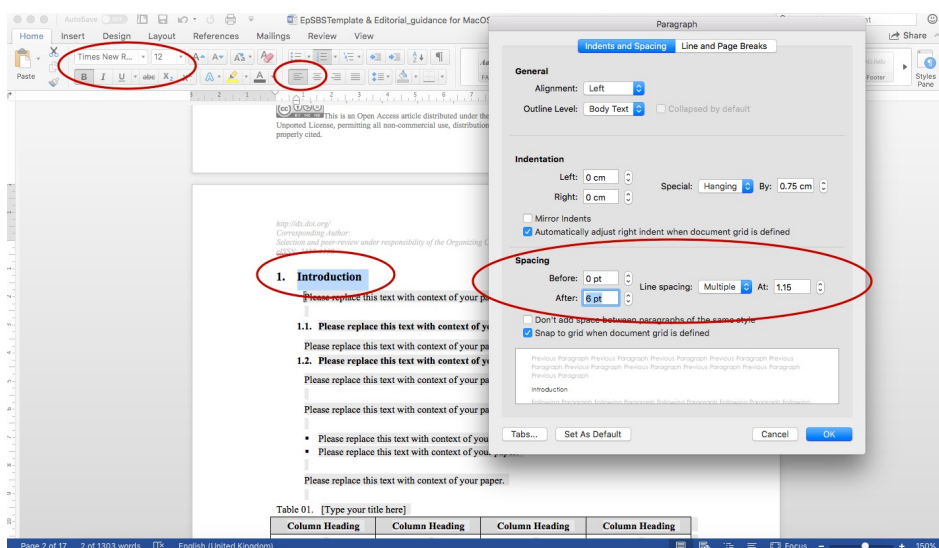 AutoSave
EpSBSTemplate & Editorial_guidance for MacOS
Home Insert Design Layout References Mailings Review View
Share
Paste
Times New R... 12
B I U abc X₂
Styles Pane
This is an Open Access article distributed under the
Unported License, permitting all non-commercial use, distribution
properly cited.
http://dx.doi.org/
Corresponding Author:
Selection and peer-review under responsibility of the Organizing
1. Introduction
Please replace this text with context of your pa
1.1. Please replace this text with context of yo
Please replace this text with context of your pa
1.2. Please replace this text with context of yo
Please replace this text with context of your pa
Please replace this text with context of your pa
▪ Please replace this text with context of you
▪ Please replace this text with context of your paper.
Please replace this text with context of your paper.
Table 01. [Type your title here]
Column Heading Column Heading Column Heading Column Heading
Page 2 of 17 2 of 1303 words English (United Kingdom)
Focus 150%
Paragraph
Indents and Spacing Line and Page Breaks
General
Alignment: Left
Outline Level: Body Text Collapsed by default
Indentation
Left: 0 cm
Right: 0 cm
Special: Hanging By: 0.75 cm
Mirror Indents
Automatically adjust right indent when document grid is defined
Spacing
Before: 0 pt
After: 6 pt
Line spacing: Multiple At: 1.15
Don't add space between paragraphs of the same style
Snap to grid when document grid is defined
Previous Paragraph Previous Paragraph Previous Paragraph Previous Paragraph Previous
Paragraph Previous Paragraph Previous Paragraph Previous Paragraph Previous Paragraph
Previous Paragraph
Introduction
Following Paragraph Following Paragraph Following Paragraph Following Paragraph Following
Tabs... Set As Default Cancel OK